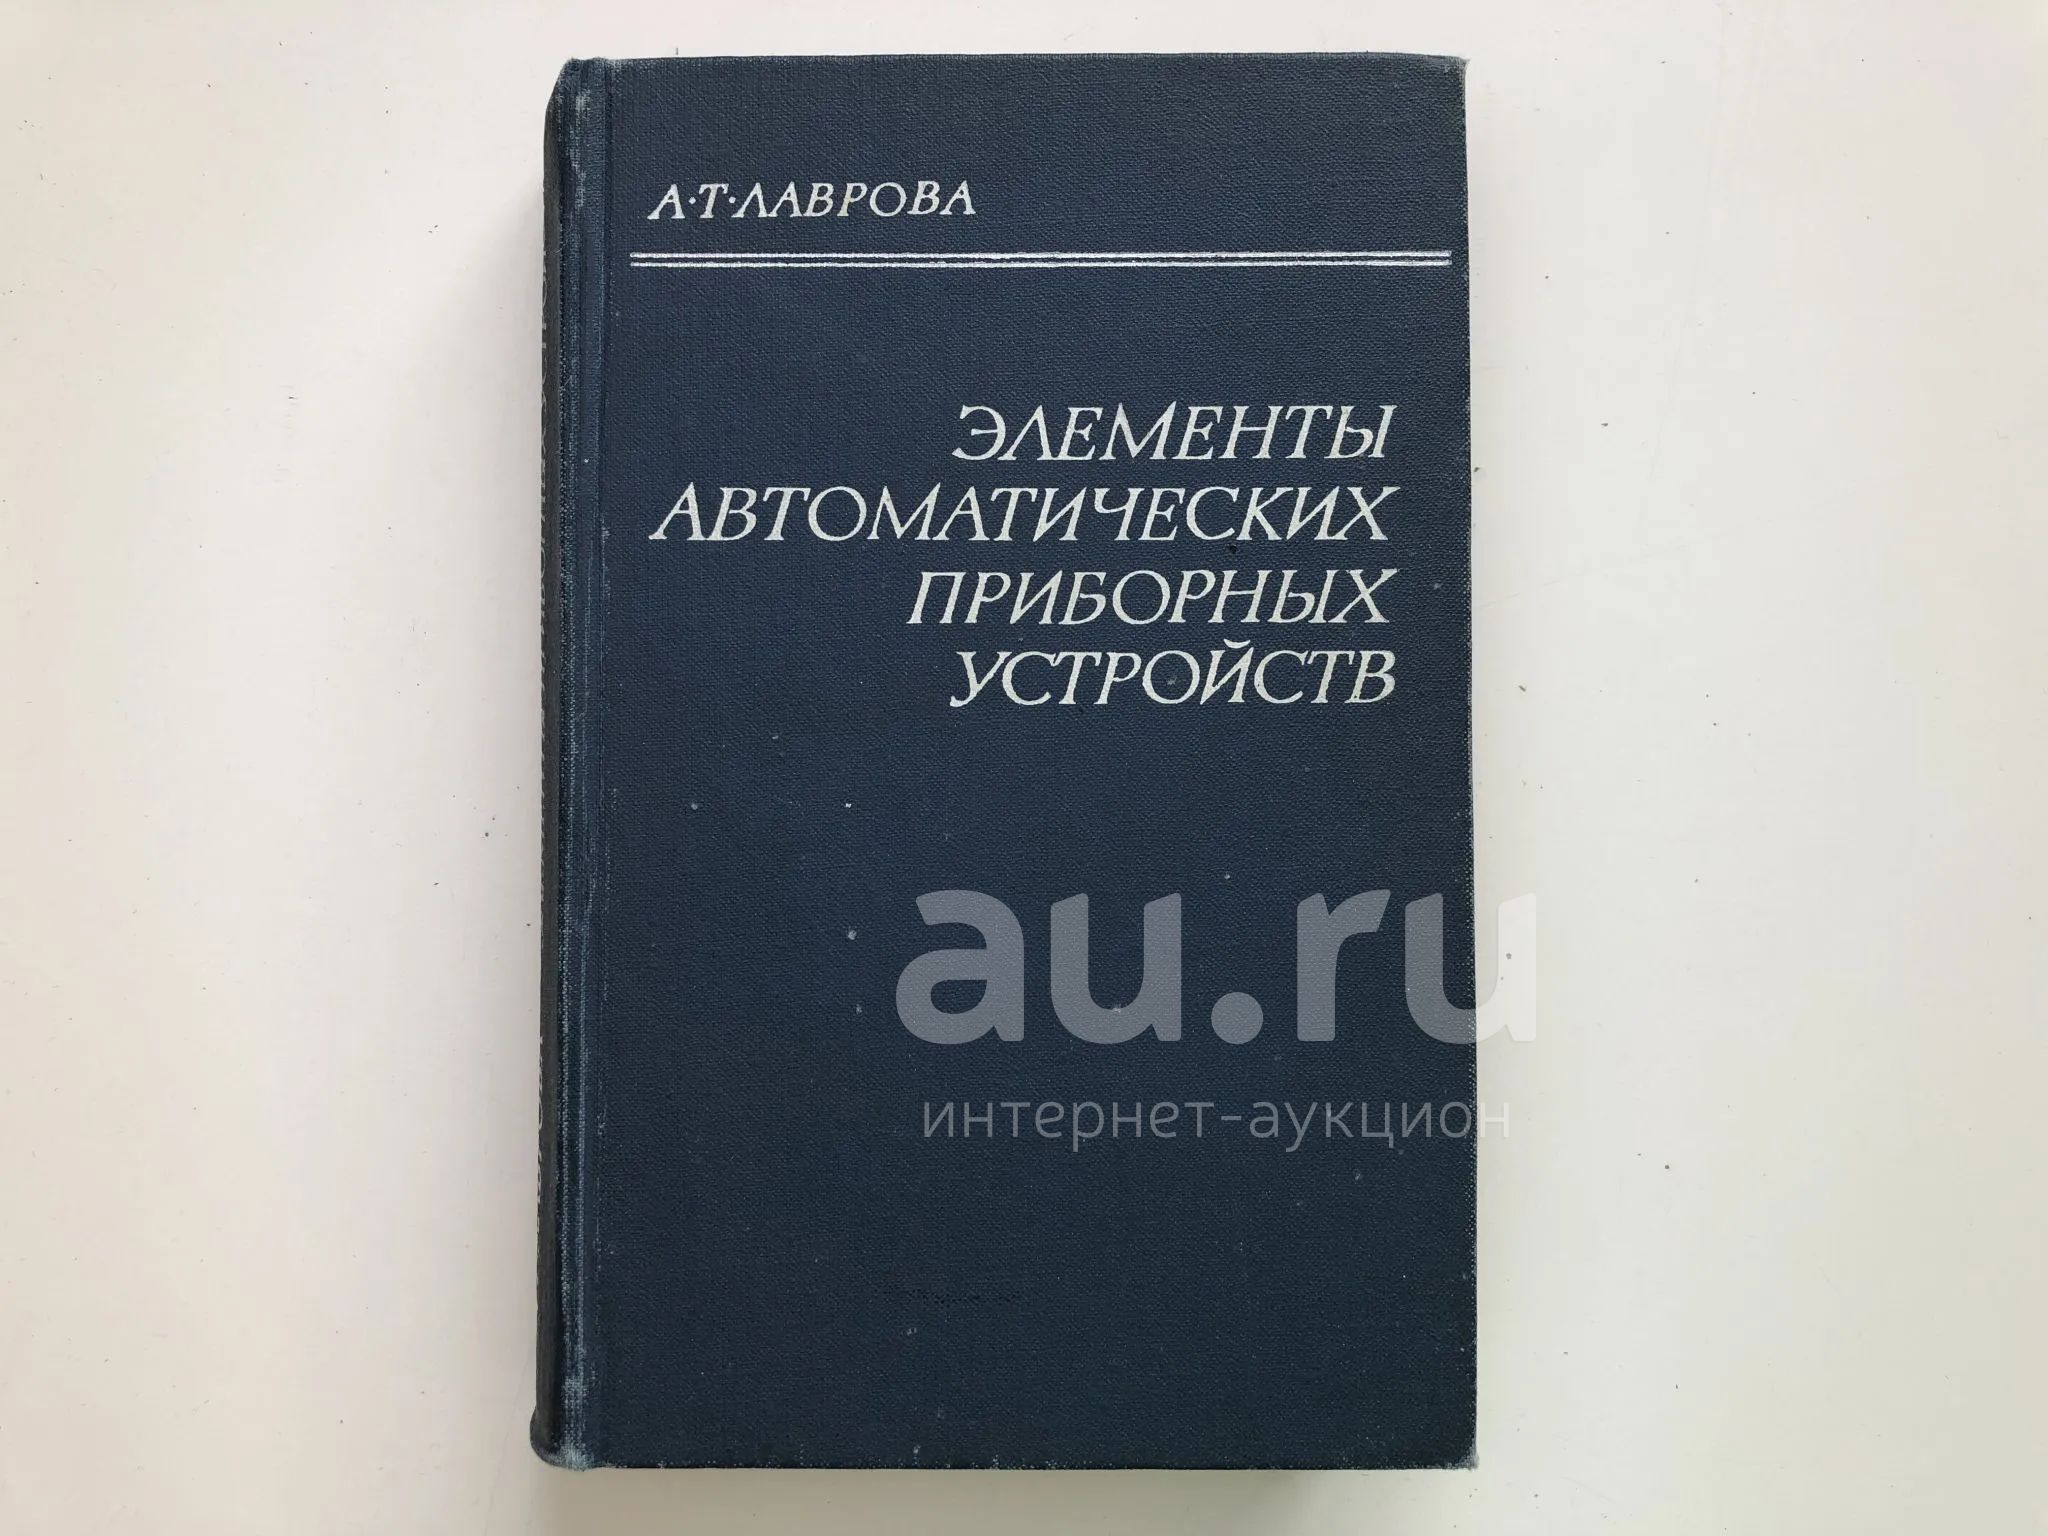 А·Т·ЛАВРОВА
ЭЛЕМЕНТЫ
АВТОМАТИЧЕСКИХ
ПРИБОРНЫХ
УСТРОЙСТВ
au.ru
интернет-аукцион